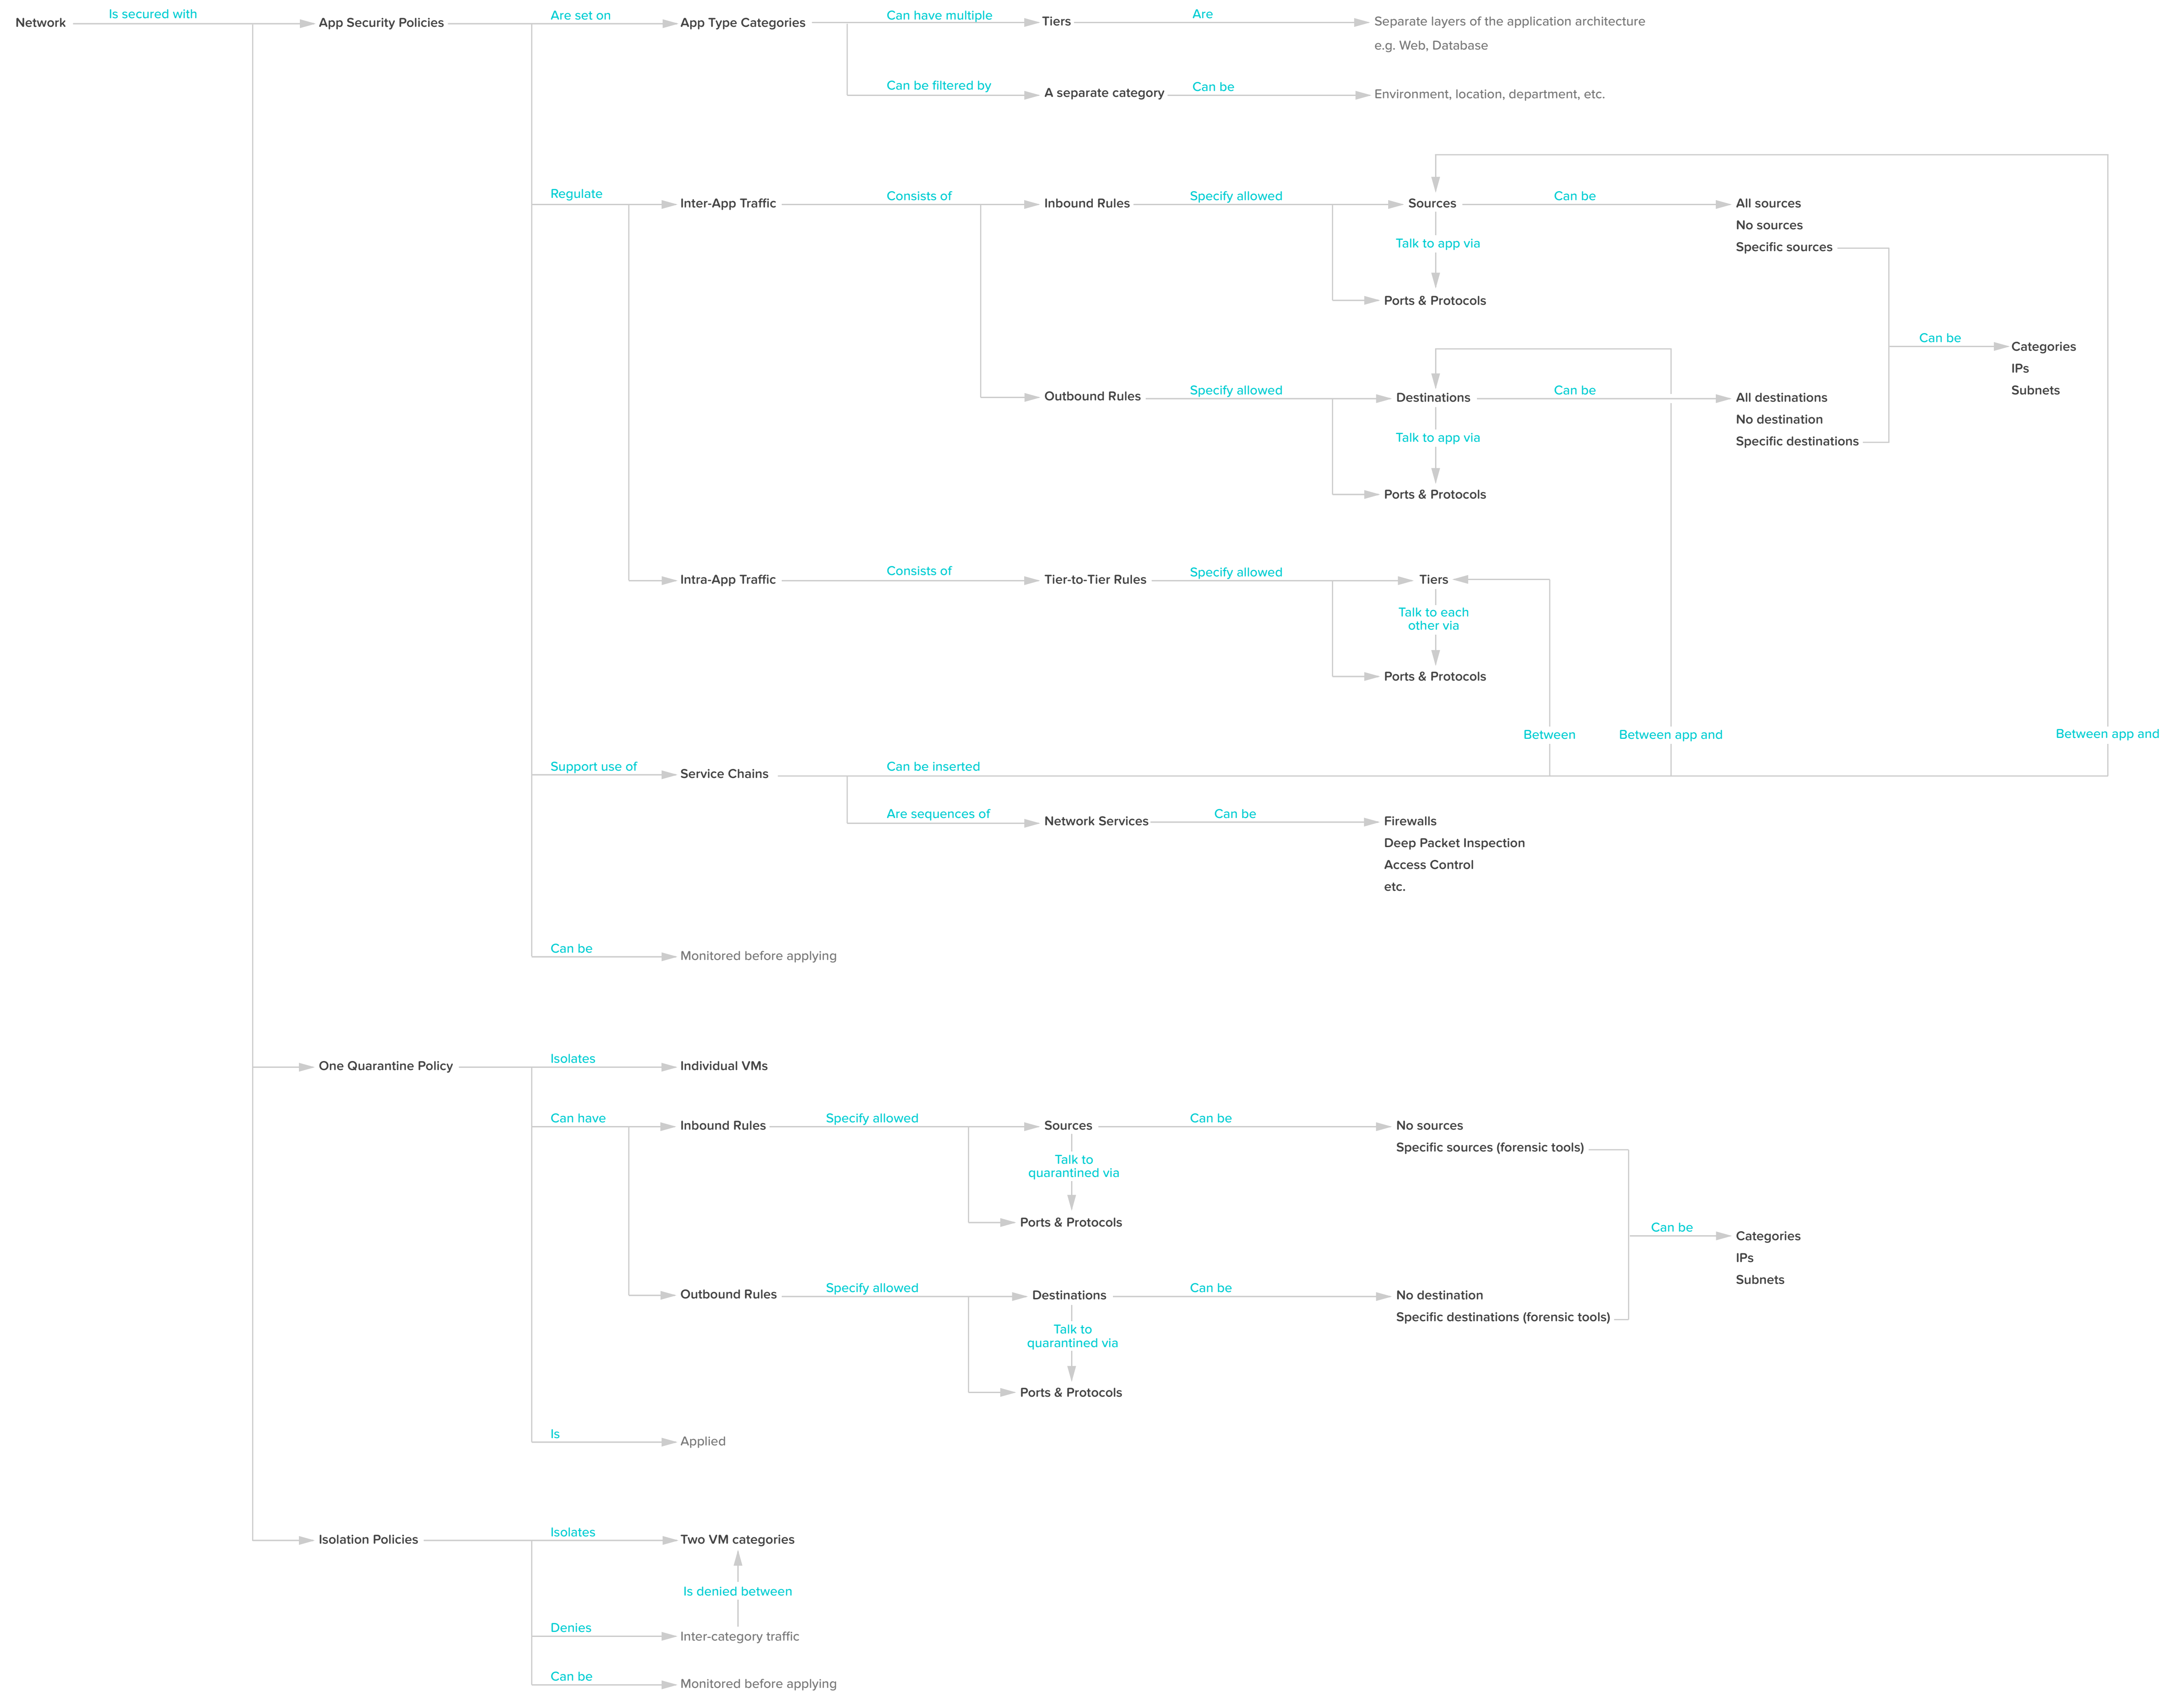 Network
Is secured with
App Security Policies
Are set on
App Type Categories
Can have multiple
Tiers
Are
Separate layers of the application architecture
e.g. Web, Database
Can be filtered by
A separate category
Can be
Environment, location, department, etc.
Regulate
Inter-App Traffic
Consists of
Inbound Rules
Specify allowed
Sources
Can be
All sources
No sources
Specific sources
Talk to app via
Ports & Protocols
Can be
Categories
IPs
Subnets
Outbound Rules
Specify allowed
Destinations
Can be
All destinations
No destination
Specific destinations
Talk to app via
Ports & Protocols
Intra-App Traffic
Consists of
Tier-to-Tier Rules
Specify allowed
Tiers
Talk to each
other via
Ports & Protocols
Between
Between app and
Between app and
Support use of
Service Chains
Can be inserted
Are sequences of
Network Services
Can be
Firewalls
Deep Packet Inspection
Access Control
etc.
Can be
Monitored before applying
One Quarantine Policy
Isolates
Individual VMs
Can have
Inbound Rules
Specify allowed
Sources
Can be
No sources
Specific sources (forensic tools)
Talk to
quarantined via
Ports & Protocols
Can be
Categories
IPs
Subnets
Outbound Rules
Specify allowed
Destinations
Can be
No destination
Specific destinations (forensic tools)
Talk to
quarantined via
Ports & Protocols
Is
Applied
Isolation Policies
Isolates
Two VM categories
Is denied between
Denies
Inter-category traffic
Can be
Monitored before applying